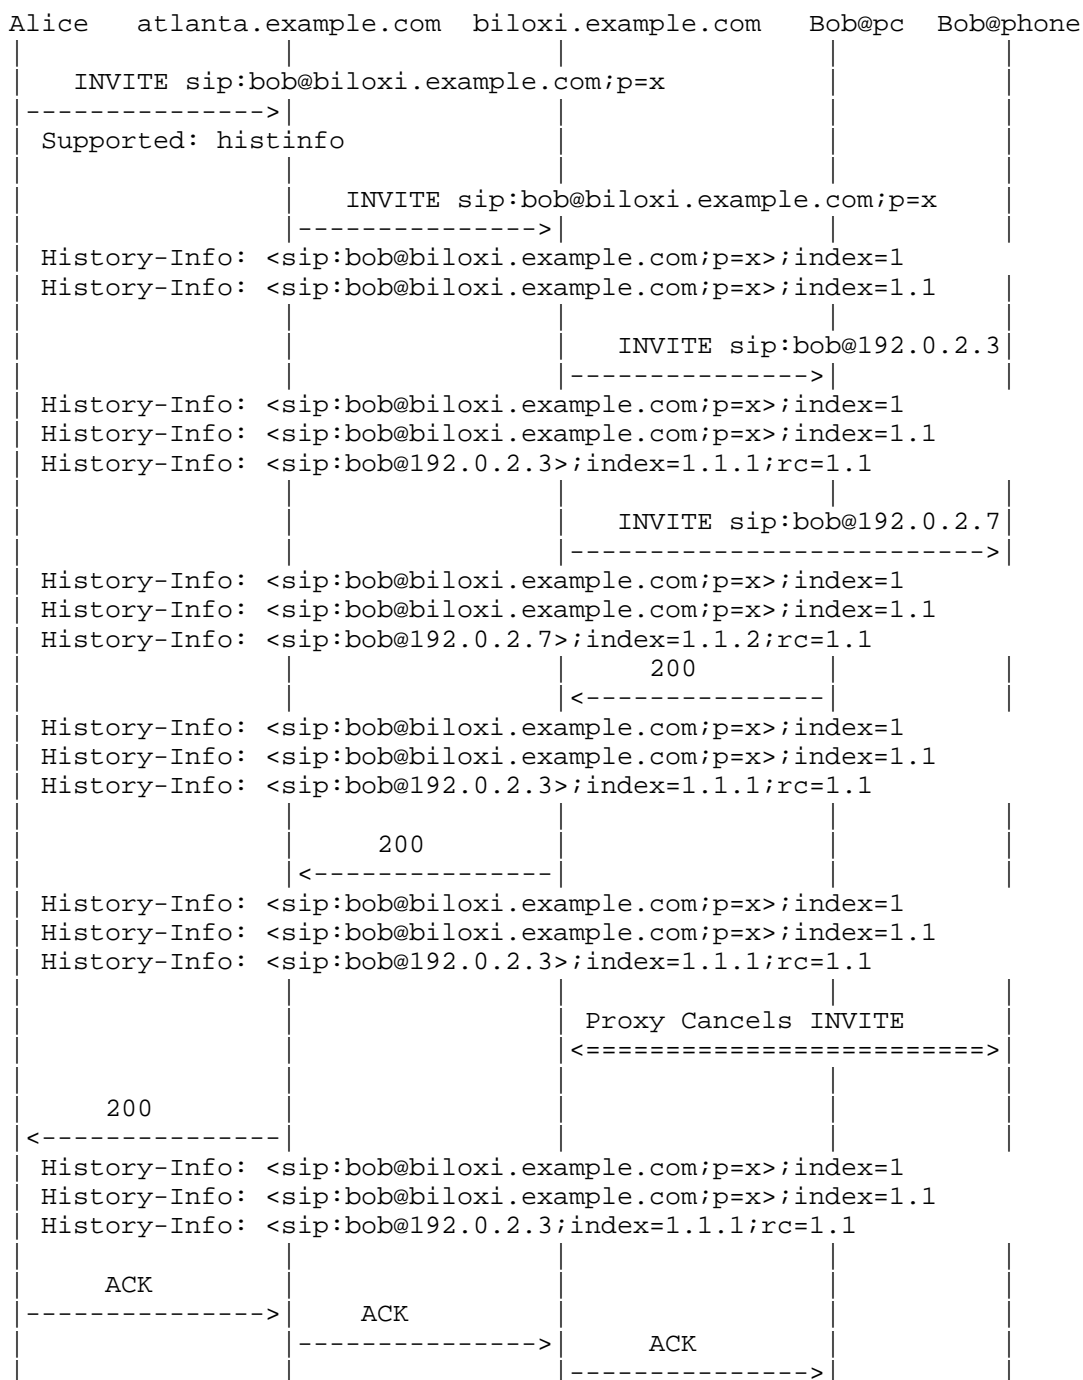 Alice   atlanta.example.com  biloxi.example.com   Bob@pc  Bob@phone
INVITE sip:bob@biloxi.example.com;p=x
--------------->
Supported: histinfo
INVITE sip:bob@biloxi.example.com;p=x
--------------->
History-Info: <sip:bob@biloxi.example.com;p=x>;index=1
History-Info: <sip:bob@biloxi.example.com;p=x>;index=1.1
INVITE sip:bob@192.0.2.3
--------------->
History-Info: <sip:bob@biloxi.example.com;p=x>;index=1
History-Info: <sip:bob@biloxi.example.com;p=x>;index=1.1
History-Info: <sip:bob@192.0.2.3>;index=1.1.1;rc=1.1
INVITE sip:bob@192.0.2.7
------------------------->
History-Info: <sip:bob@biloxi.example.com;p=x>;index=1
History-Info: <sip:bob@biloxi.example.com;p=x>;index=1.1
History-Info: <sip:bob@192.0.2.7>;index=1.1.2;rc=1.1
200
<---------------
History-Info: <sip:bob@biloxi.example.com;p=x>;index=1
History-Info: <sip:bob@biloxi.example.com;p=x>;index=1.1
History-Info: <sip:bob@192.0.2.3>;index=1.1.1;rc=1.1
200
<---------------
History-Info: <sip:bob@biloxi.example.com;p=x>;index=1
History-Info: <sip:bob@biloxi.example.com;p=x>;index=1.1
History-Info: <sip:bob@192.0.2.3>;index=1.1.1;rc=1.1
Proxy Cancels INVITE
<=========================>
200
<---------------
History-Info: <sip:bob@biloxi.example.com;p=x>;index=1
History-Info: <sip:bob@biloxi.example.com;p=x>;index=1.1
History-Info: <sip:bob@192.0.2.3;index=1.1.1;rc=1.1
ACK
---------------> ACK
---------------> ACK
--------------->